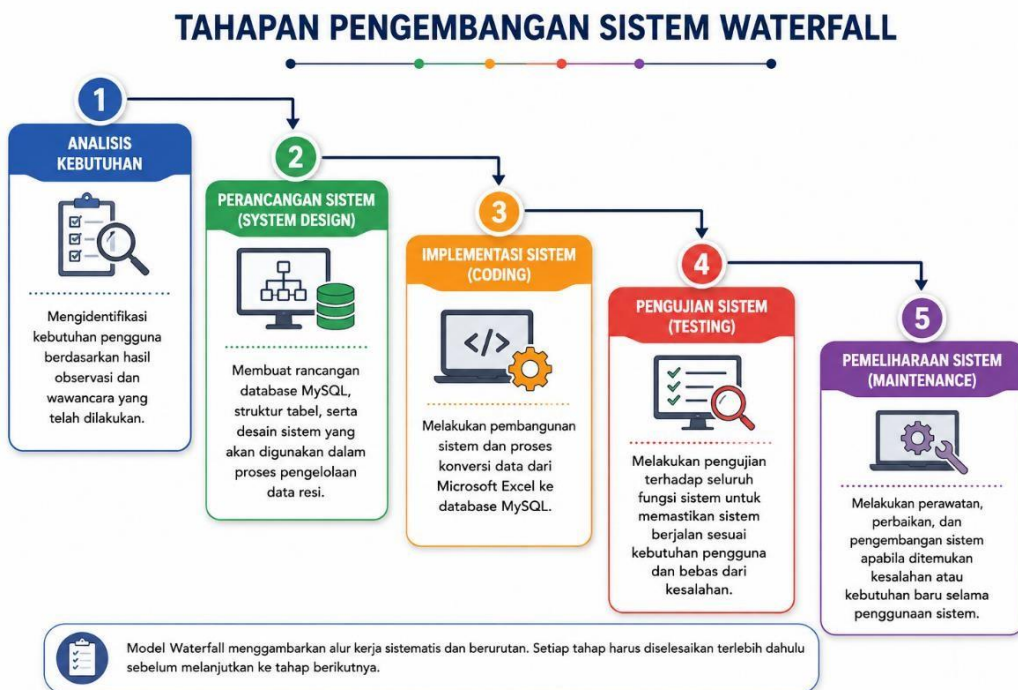 TAHAPAN PENGEMBANGAN SISTEM WATERFALL
1
ANALISIS
KEBUTUHAN
Mengidentifikasi
kebutuhan pengguna
berdasarkan hasil
observasi dan
wawancara yang
telah dilakukan.
2
PERANCANGAN SISTEM
(SYSTEM DESIGN)
Membuat rancangan
database MySQL,
struktur tabel, serta
desain sistem yang
akan digunakan dalam
proses pengelolaan
data resi.
3
IMPLEMENTASI SISTEM
(CODING)
</>
Melakukan pembangunan
sistem dan proses
konversi data dari
Microsoft Excel ke
database MySQL.
4
PENGUJIAN SISTEM
(TESTING)
Melakukan pengujian
terhadap seluruh
fungsi sistem untuk
memastikan sistem
berjalan sesuai
kebutuhan pengguna
dan bebas dari
kesalahan.
5
PEMELIHARAAN SISTEM
(MAINTENANCE)
Melakukan perawatan,
perbaikan, dan
pengembangan sistem
apabila ditemukan
kesalahan atau
kebutuhan baru selama
penggunaan sistem.
Model Waterfall menggambarkan alur kerja sistematis dan berurutan. Setiap tahap harus diselesaikan terlebih dahulu
sebelum melanjutkan ke tahap berikutnya.